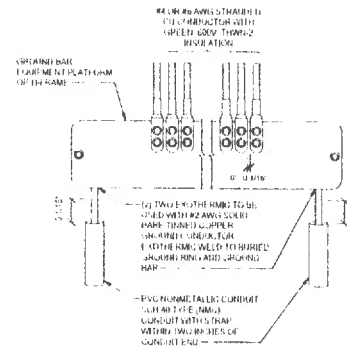 #4 OR #6 AWG STRANDED
CU CONDUCTOR WITH
GREEN, 600V, THWN-2
INSULATION
GROUND BAR
EQUIPMENT PLATFORM
OR H-FRAME
(2) TWO EXOTHERMIC TO BE
USED WITH #2 AWG SOLID
BARE TINNED COPPER
GROUND CONDUCTOR
EXOTHERMIC WELD TO BURIED
GROUND RING AND GROUND
BAR
PVC NONMETALLIC CONDUIT
SCH 40 TYPE (NMC)
CONDUIT WITH STRAP
WITHIN TWO INCHES OF
CONDUIT END